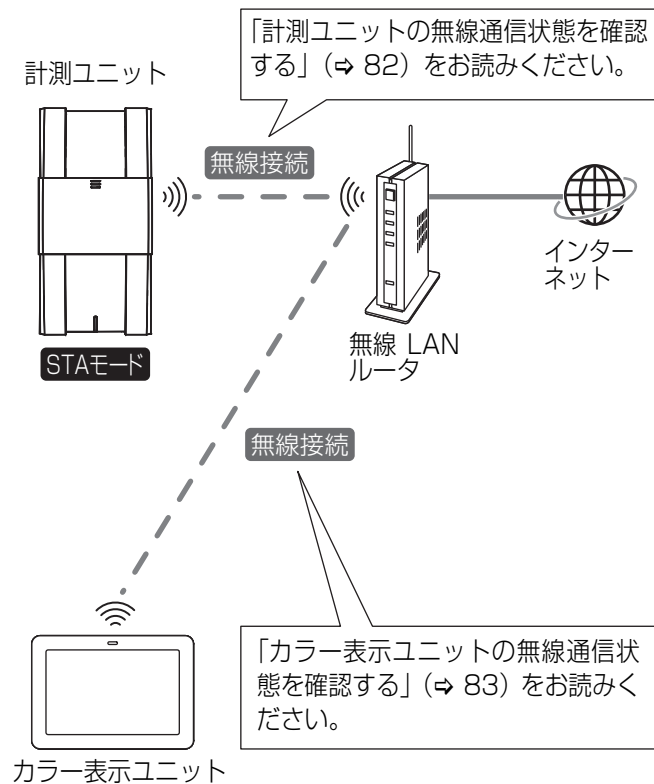 「計測ユニットの無線通信状態を確認
する」（⇨ 82）をお読みください。
計測ユニット
無線接続
インター
ネット
無線 LAN
ルータ
STAモード
無線接続
「カラー表示ユニットの無線通信状
態を確認する」（⇨ 83）をお読みく
ださい。
カラー表示ユニット